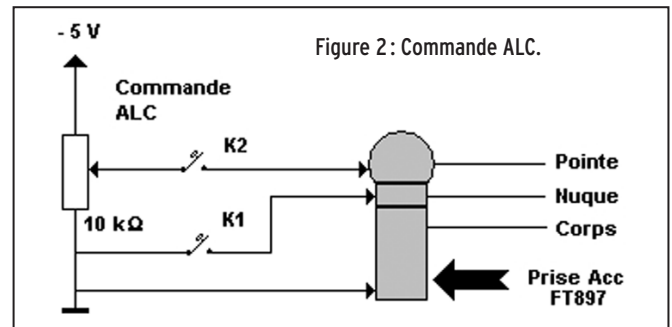 - 5 V
Figure 2 : Commande ALC.
Commande
ALC
K2
Pointe
Nuque
10 kΩ
K1
Corps
Prise Acc
FT897